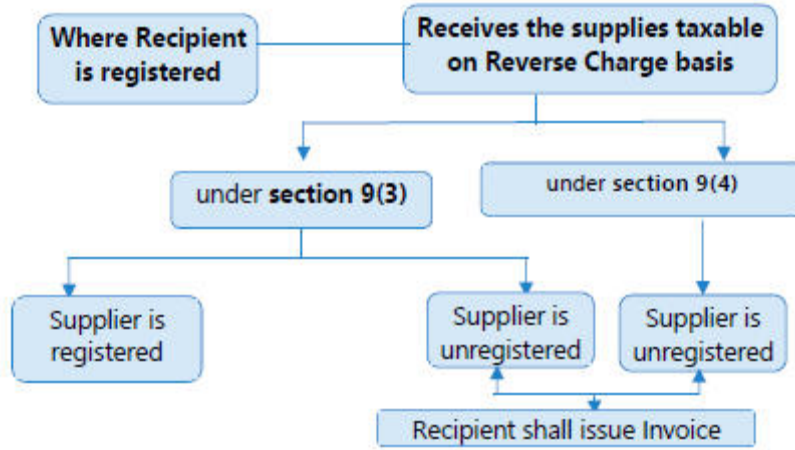 Where Recipient
is registered
Receives the supplies taxable
on Reverse Charge basis
under section 9(3)
under section 9(4)
Supplier is
registered
Supplier is
unregistered
Supplier is
unregistered
Recipient shall issue Invoice